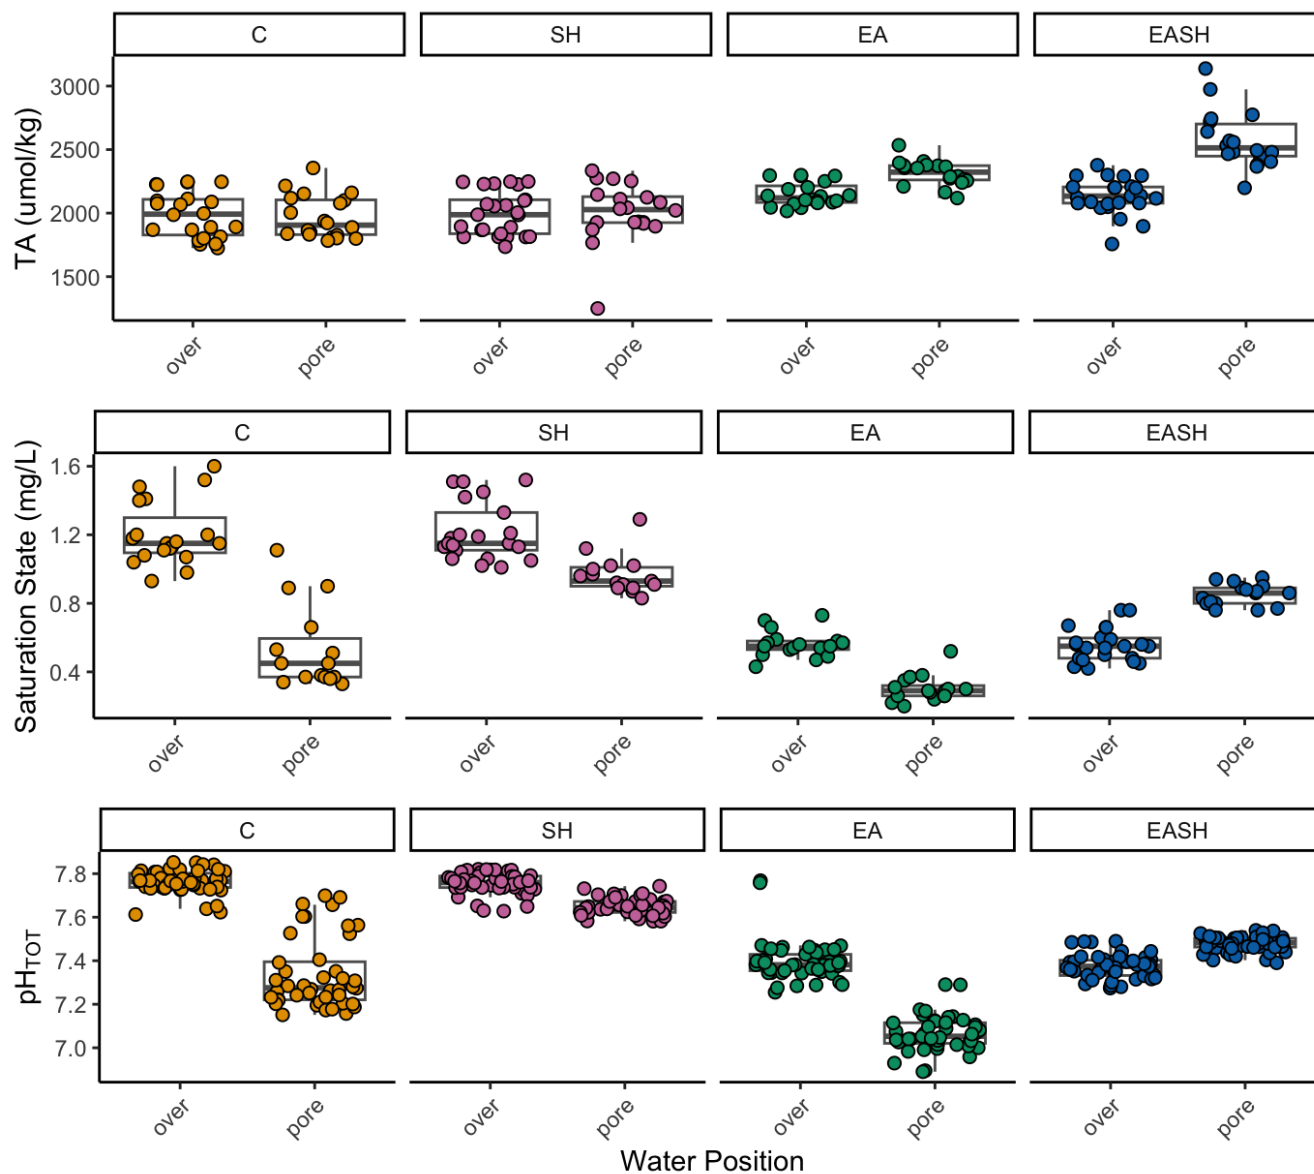 C SH EA EASH
TA (umol/kg)
3000
2500
2000
1500
over pore over pore over pore over pore
C SH EA EASH
Saturation State (mg/L)
1.6
1.2
0.8
0.4
over pore over pore over pore over pore
C SH EA EASH
pHTOT
7.8
7.6
7.4
7.2
7.0
over pore over pore over pore over pore
Water Position